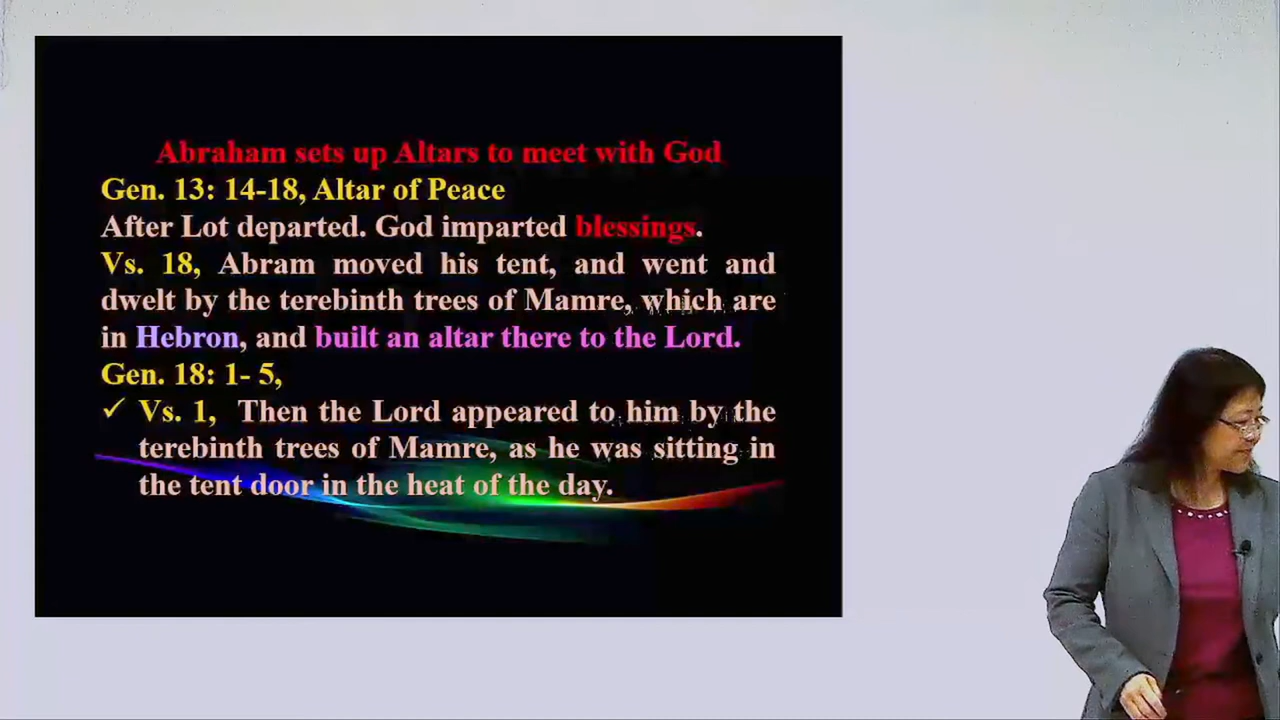 Abraham sets up Altars to meet with God
Gen. 13: 14-18, Altar of Peace
After Lot departed. God imparted blessings.
Vs. 18, Abram moved his tent, and went and
dwelt by the terebinth trees of Mamre, which are
in Hebron, and built an altar there to the Lord.
Gen. 18: 1- 5,
✓ Vs. 1, Then the Lord appeared to him by the
terebinth trees of Mamre, as he was sitting in
the tent door in the heat of the day.